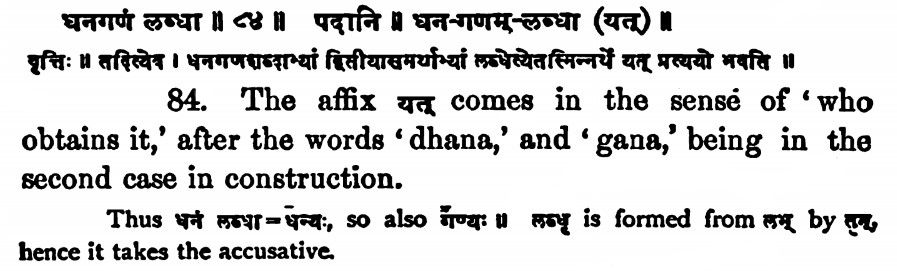 धनगणं लब्धा ॥ ८४ ॥ पदानि ॥ धन-गणम्-लब्धा (यत्) ॥
वृत्तिः ॥ तदित्येव । धनगणशब्दाभ्यां द्वितीयासमर्थाभ्यां लब्धेत्येतस्मिन्नर्थे यत् प्रत्ययो भवति ॥
84. The affix यत् comes in the sense of ‘who
obtains it,’ after the words ‘dhana,’ and ‘gana,’ being in the
second case in construction.
Thus धनं लब्धा = धन्यः, so also गण्यः ॥ लब्धृ is formed from लभ् by तृन्,
hence it takes the accusative.